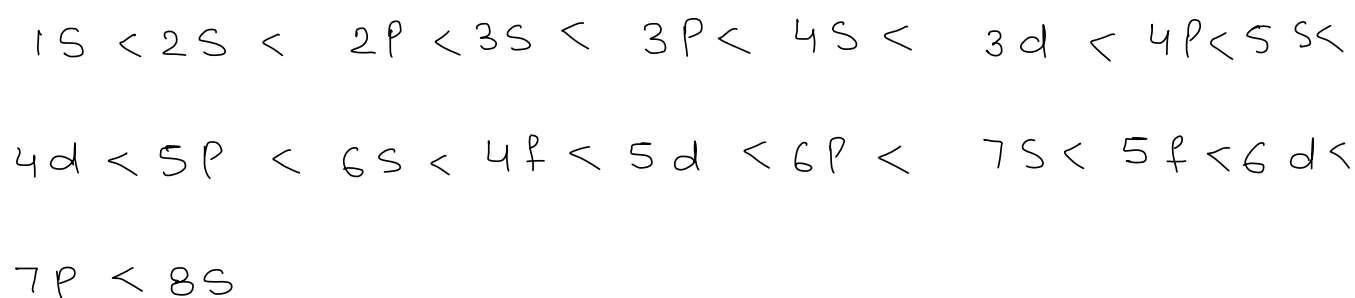 1S < 2S < 2P < 3S < 3P < 4S < 3d < 4P < 5S <
4d < 5P < 6S < 4f < 5d < 6P < 7S < 5f < 6d <
7P < 8S